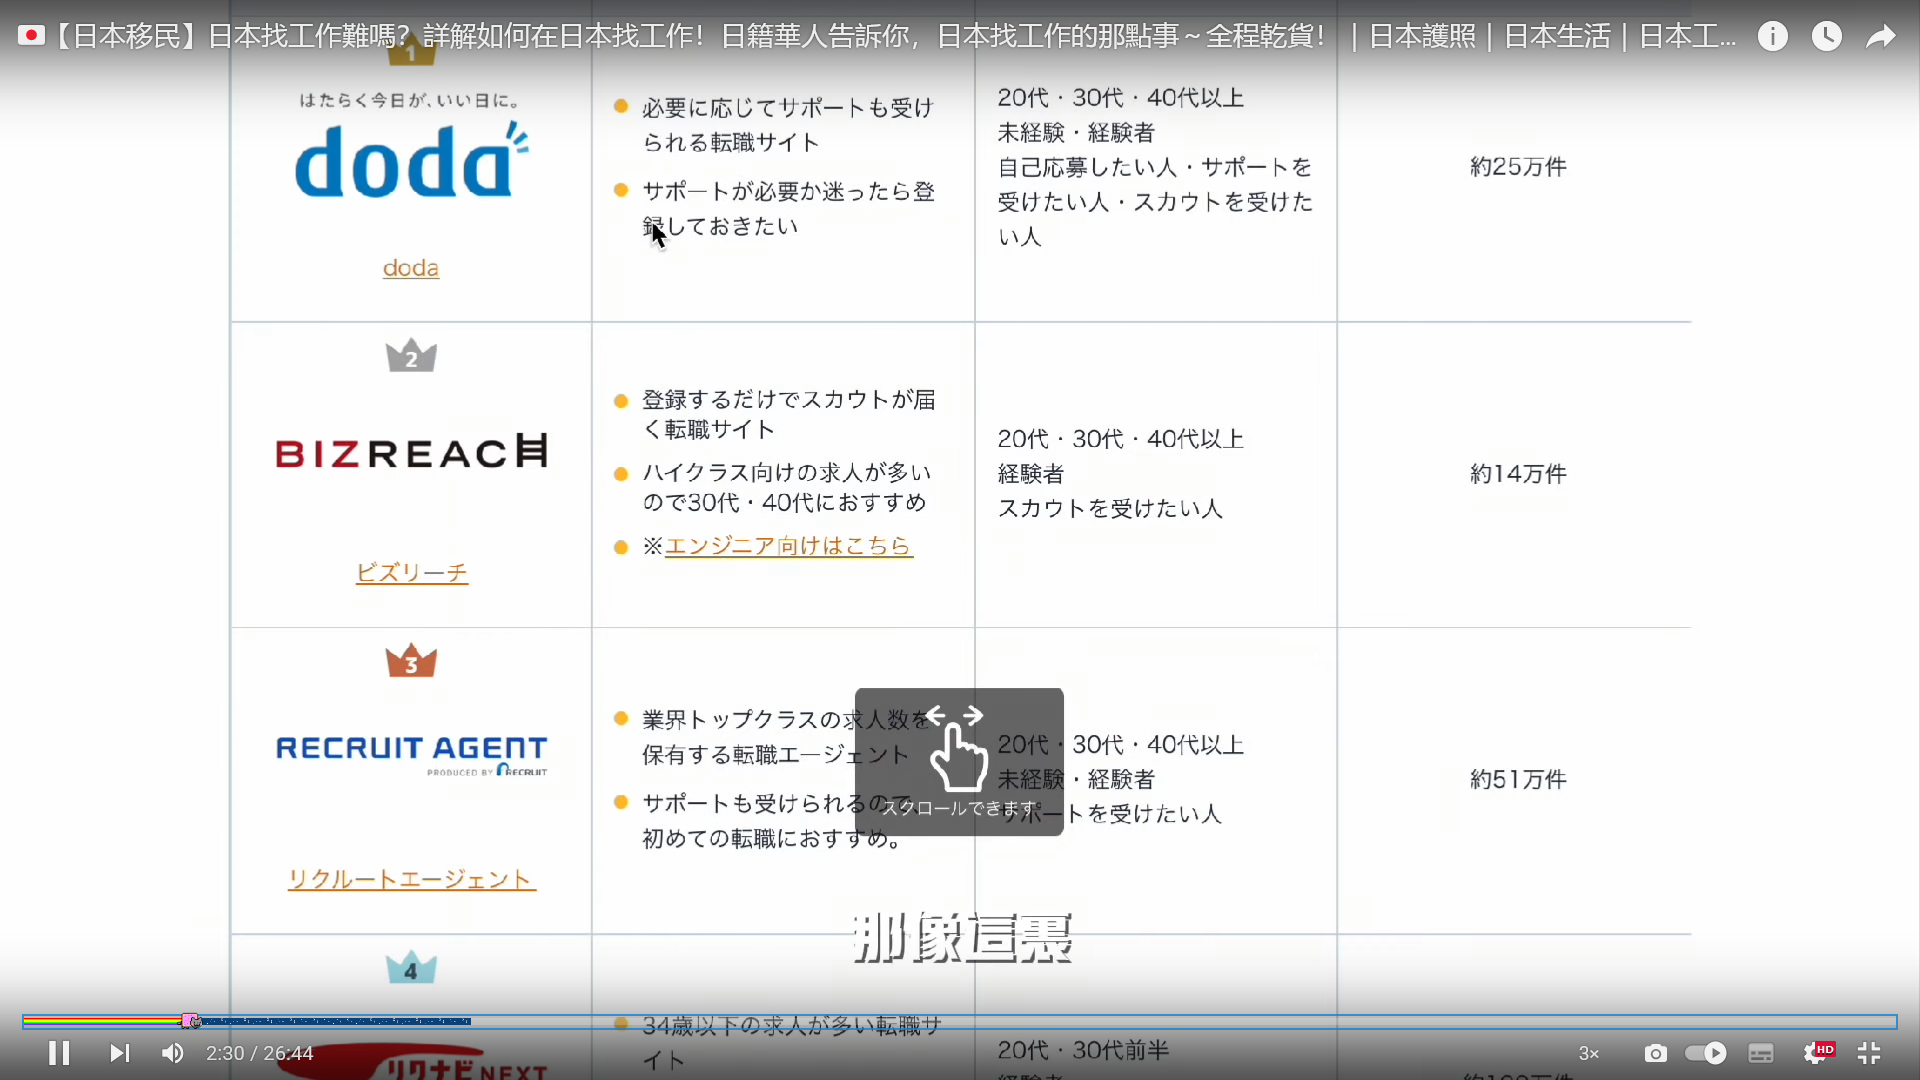 【日本移民】日本找工作難嗎？詳解如何在日本找工作！日籍華人告訴你，日本找工作的那點事～全程乾貨！｜日本護照｜日本生活｜日本工...
1
はたらく今日が、いい日に。
doda
doda
必要に応じてサポートも受け
られる転職サイト
サポートが必要か迷ったら登
録しておきたい
20代・30代・40代以上
未経験・経験者
自己応募したい人・サポートを
受けたい人・スカウトを受けた
い人
約25万件
2
BIZREACH
ビズリーチ
登録するだけでスカウトが届
く転職サイト
ハイクラス向けの求人が多い
ので30代・40代におすすめ
※エンジニア向けはこちら
20代・30代・40代以上
経験者
スカウトを受けたい人
約14万件
3
RECRUIT AGENT
PRODUCED BY RECRUIT
リクルートエージェント
業界トップクラスの求人数を
保有する転職エージェント
サポートも受けられるので、
初めての転職におすすめ。
スクロールできます
20代・30代・40代以上
未経験・経験者
サポートを受けたい人
約51万件
那像這裏
4
リクナビNEXT
34歳以下の求人が多い転職サ
イト
20代・30代前半
2:30 / 26:44
3×
HD